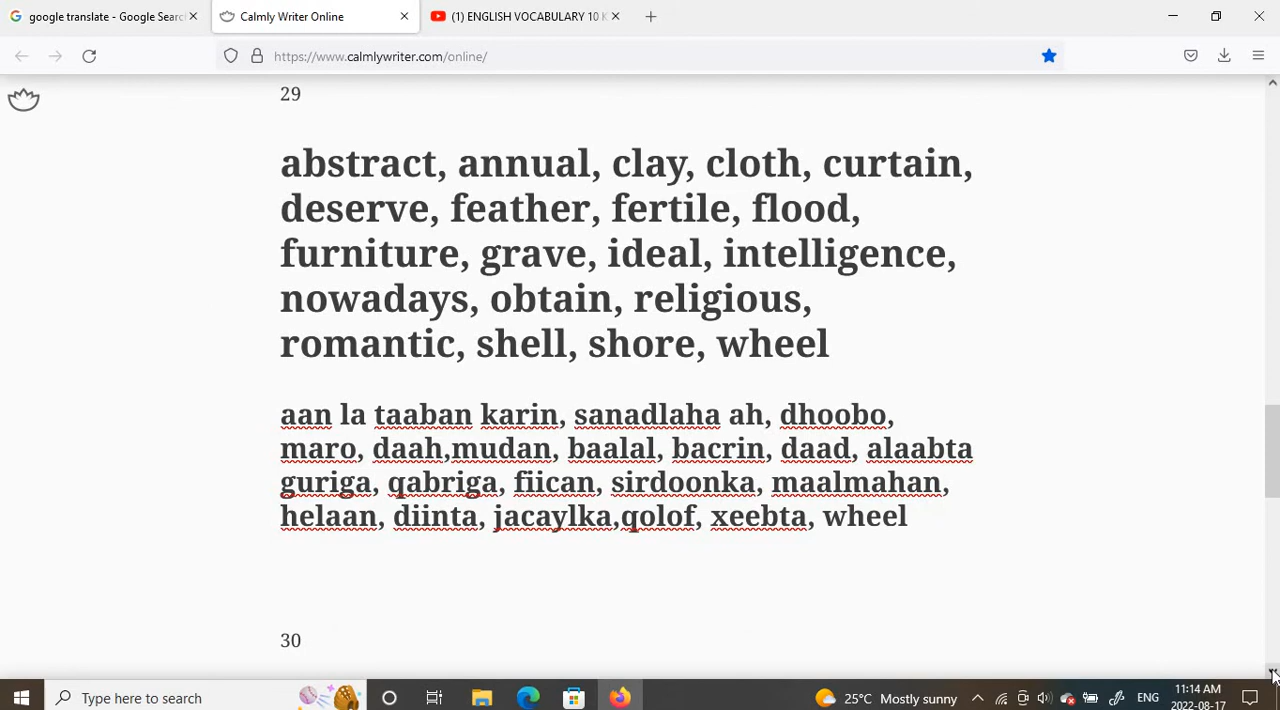 google translate - Google Searc
Calmly Writer Online
(1) ENGLISH VOCABULARY 10 K
https://www.calmlywriter.com/online/
29
abstract, annual, clay, cloth, curtain,
deserve, feather, fertile, flood,
furniture, grave, ideal, intelligence,
nowadays, obtain, religious,
romantic, shell, shore, wheel
aan la taaban karin, sanadlaha ah, dhoobo,
maro, daah,mudan, baalal, bacrin, daad, alaabta
guriga, qabriga, fiican, sirdoonka, maalmahan,
helaan, diinta, jacaylka,qolof, xeebta, wheel
30
Type here to search
25°C Mostly sunny
ENG
11:14 AM
2022-08-17